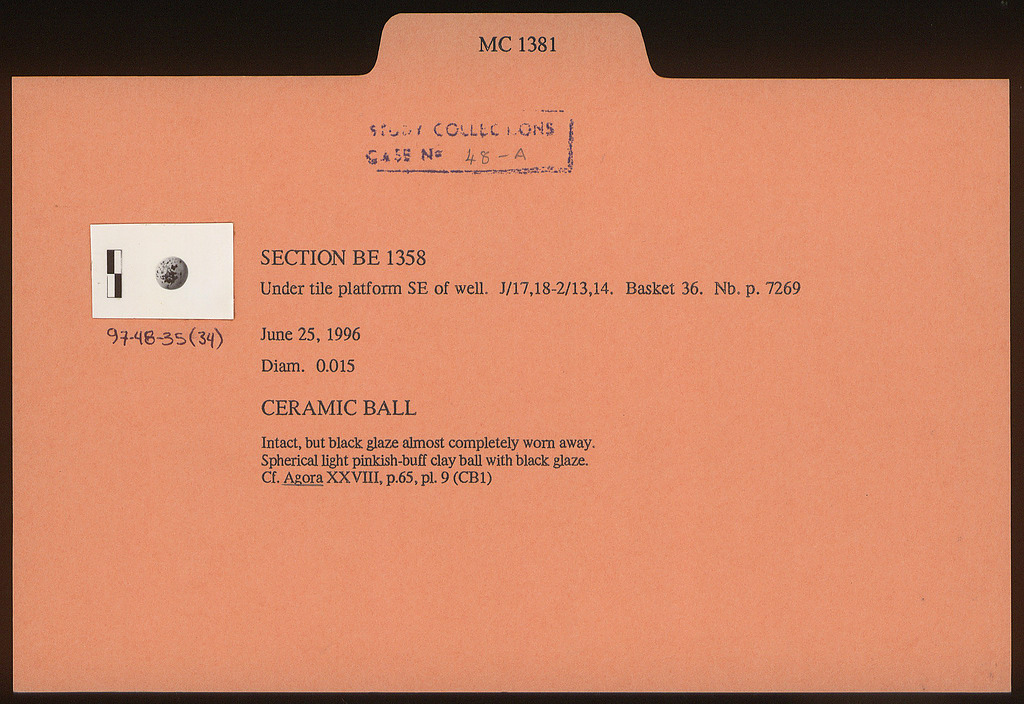 MC 1381
STUDY COLLECTIONS
CASE No 48-A
SECTION BE 1358
Under tile platform SE of well. J/17,18-2/13,14. Basket 36. Nb. p. 7269
97-48-35(34)
June 25, 1996
Diam. 0.015
CERAMIC BALL
Intact, but black glaze almost completely worn away.
Spherical light pinkish-buff clay ball with black glaze.
Cf. Agora XXVIII, p.65, pl. 9 (CB1)